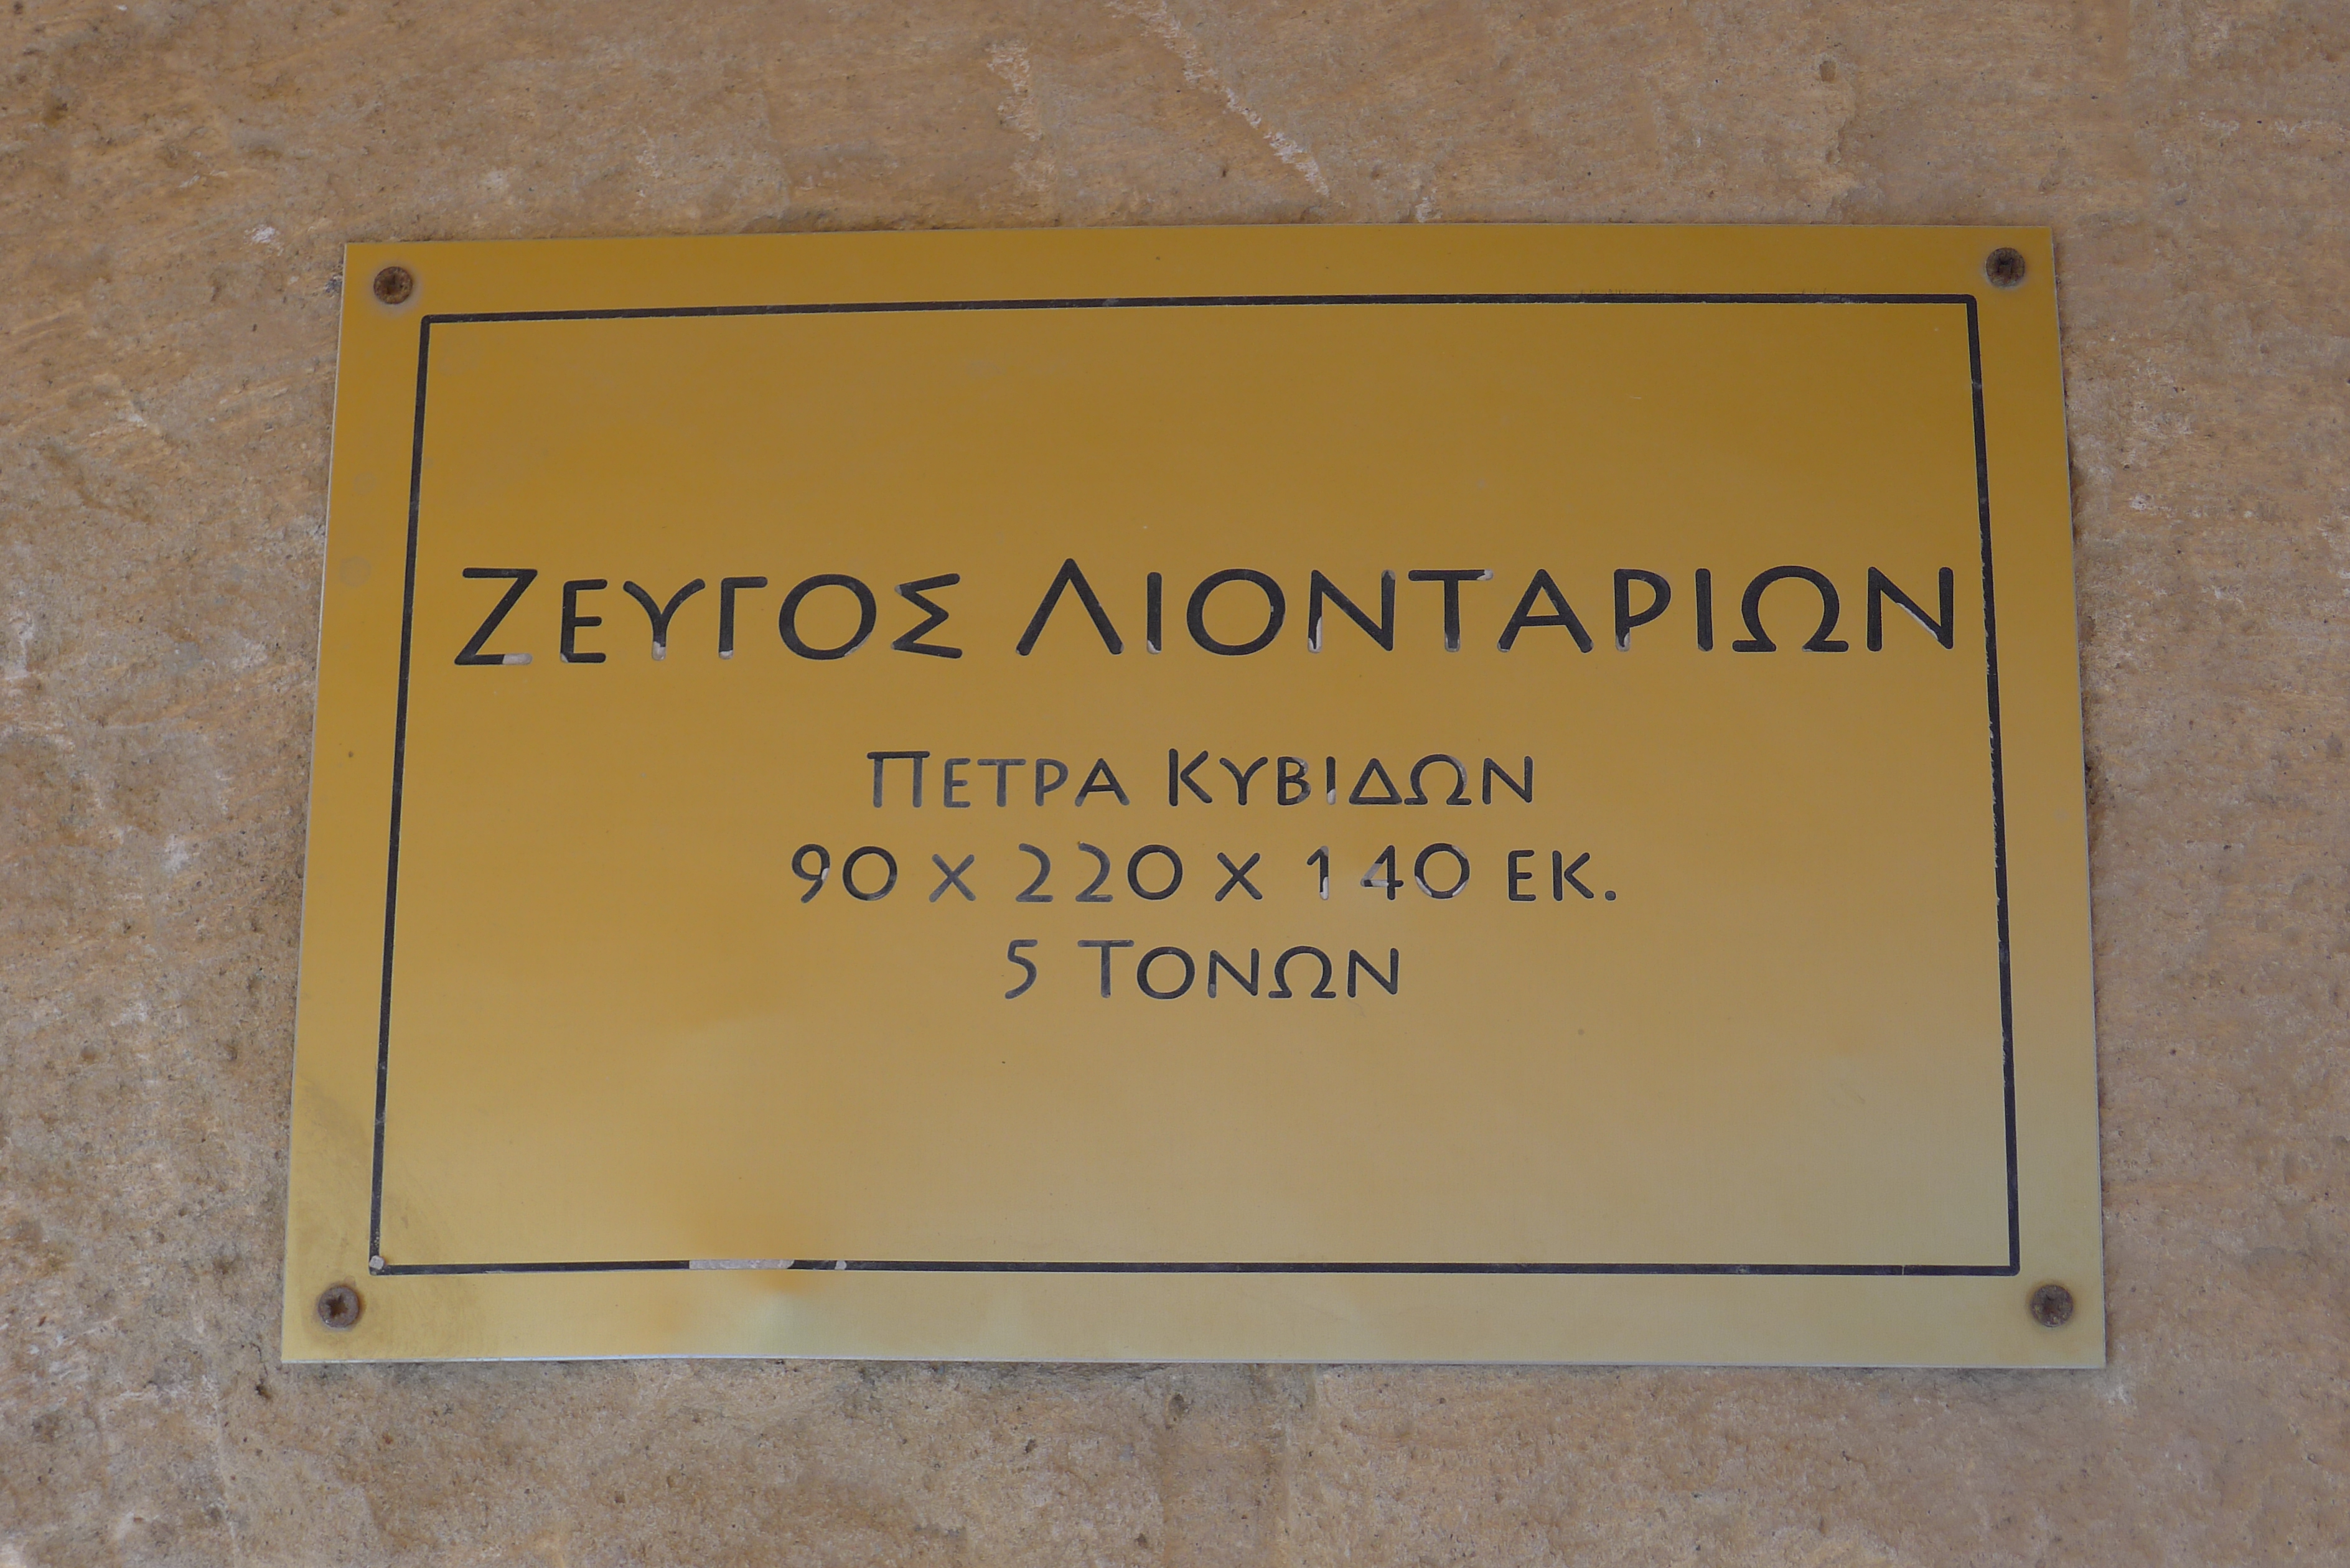 ΖΕΥΓΟΣ ΛΙΟΝΤΑΡΙΩΝ
ΠΕΤΡΑ ΚΥΒΙΔΩΝ
90 x 220 x 140 ΕΚ.
5 ΤΟΝΩΝ